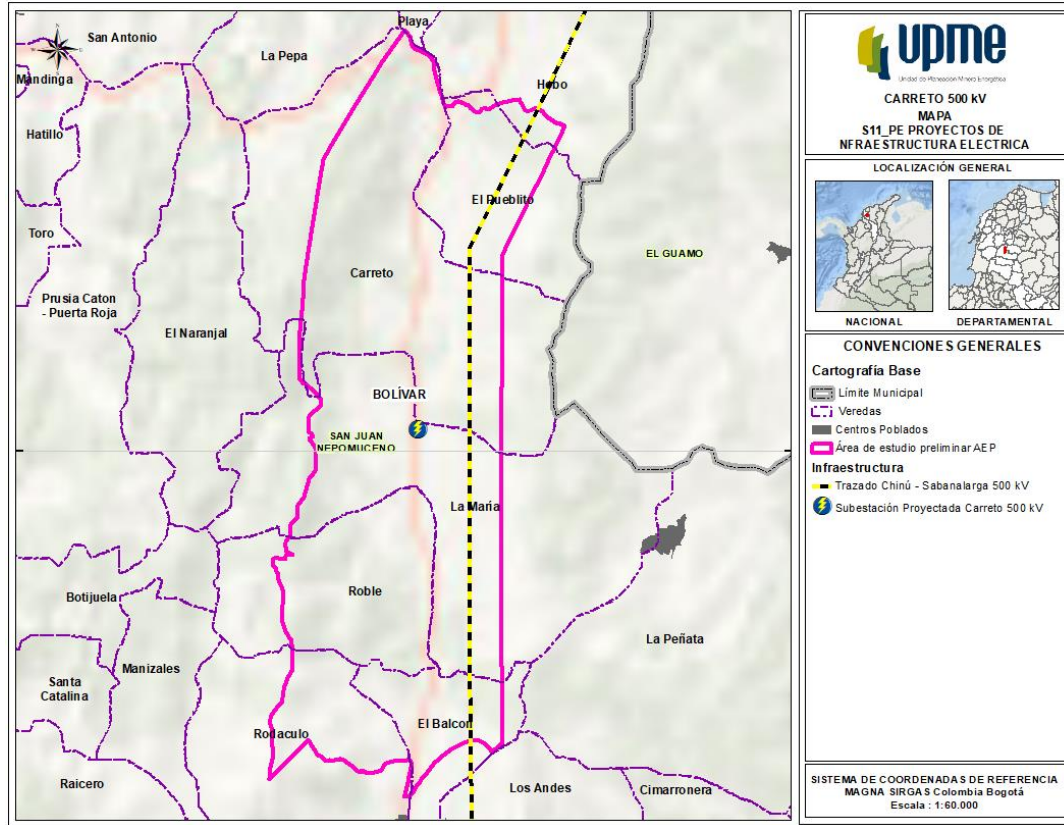 Playa
San Antonio
La Pepa
N
Mandinga
Hobo
Hatillo
El Pueblito
Toro
EL GUAMO
Carreto
Prusia Caton
- Puerta Roja
El Naranjal
BOLÍVAR
SAN JUAN
NEPOMUCENO
La María
Roble
Botijuela
La Peñata
Manizales
Santa
Catalina
El Balcon
Rodaculo
Raicero
Los Andes
Cimarronera
upme
Unidad de Planeación Minero Energética
CARRETO 500 kV
MAPA
S11_PE PROYECTOS DE
NFRAESTRUCTURA ELECTRICA
LOCALIZACIÓN GENERAL
NACIONAL
DEPARTAMENTAL
CONVENCIONES GENERALES
Cartografía Base
Límite Municipal
Veredas
Centros Poblados
Área de estudio preliminar AEP
Infraestructura
Trazado Chinú - Sabanalarga 500 kV
Subestación Proyectada Carreto 500 kV
SISTEMA DE COORDENADAS DE REFERENCIA
MAGNA SIRGAS Colombia Bogotá
Escala : 1:60.000